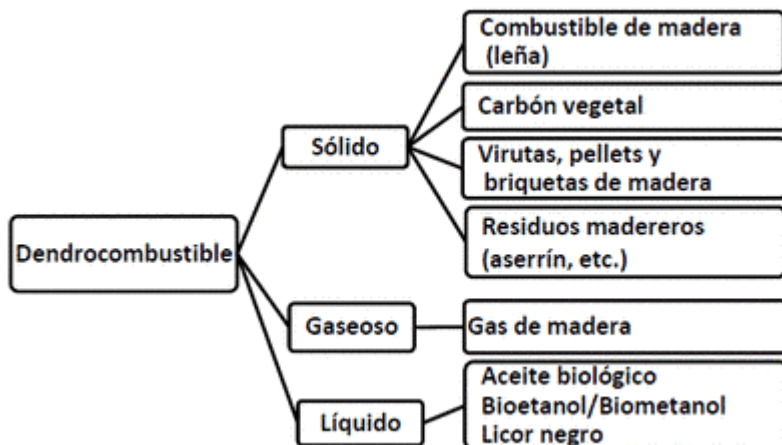 Dendrocombustible
Sólido
Combustible de madera
(leña)
Carbón vegetal
Virutas, pellets y
briquetas de madera
Residuos madereros
(aserrín, etc.)
Gaseoso
Gas de madera
Líquido
Aceite biológico
Bioetanol/Biometanol
Licor negro